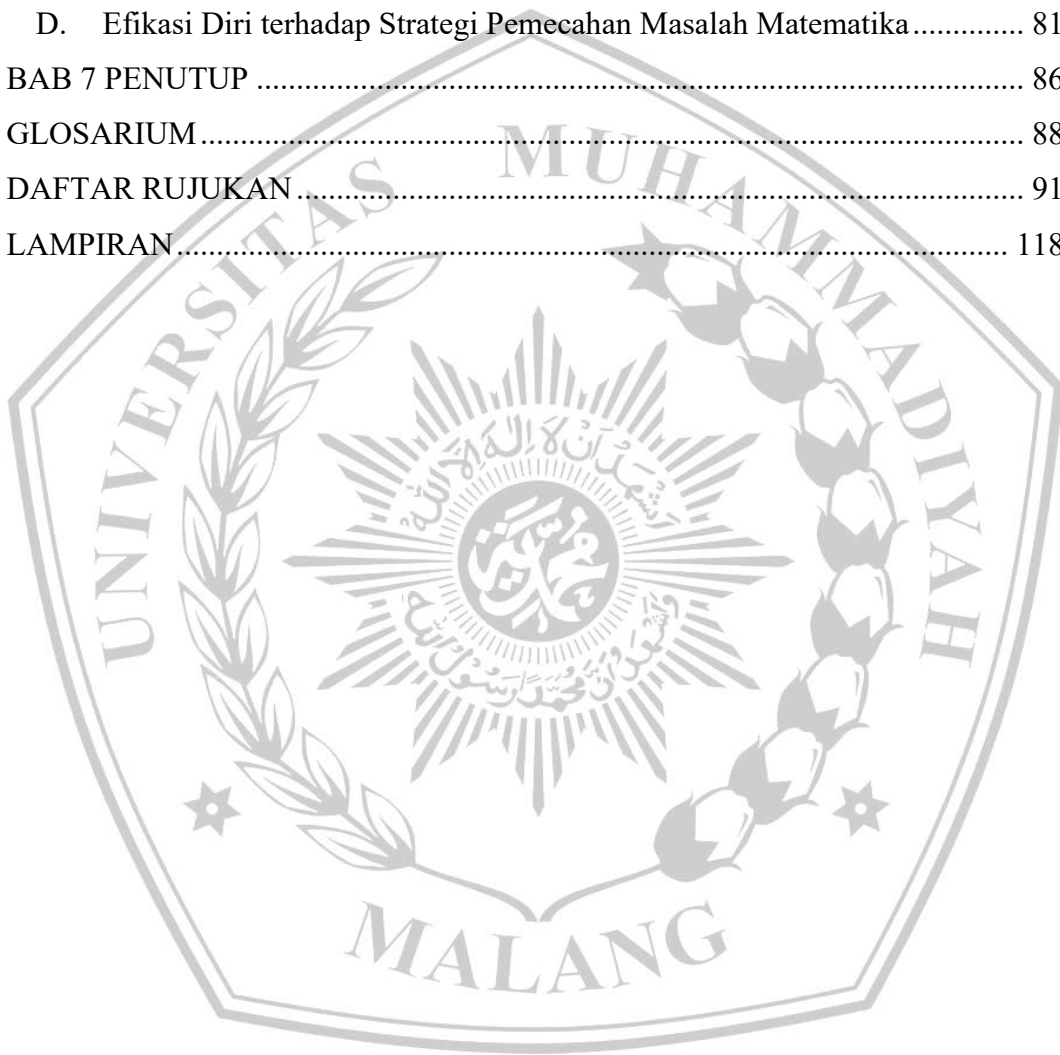 D. Efikasi Diri terhadap Strategi Pemecahan Masalah Matematika.............. 81
BAB 7 PENUTUP ................................................................................................ 86
GLOSARIUM....................................................................................................... 88
DAFTAR RUJUKAN........................................................................................... 91
LAMPIRAN........................................................................................................ 118
UNIVERSITAS MUHAMMADIYAH
MALANG